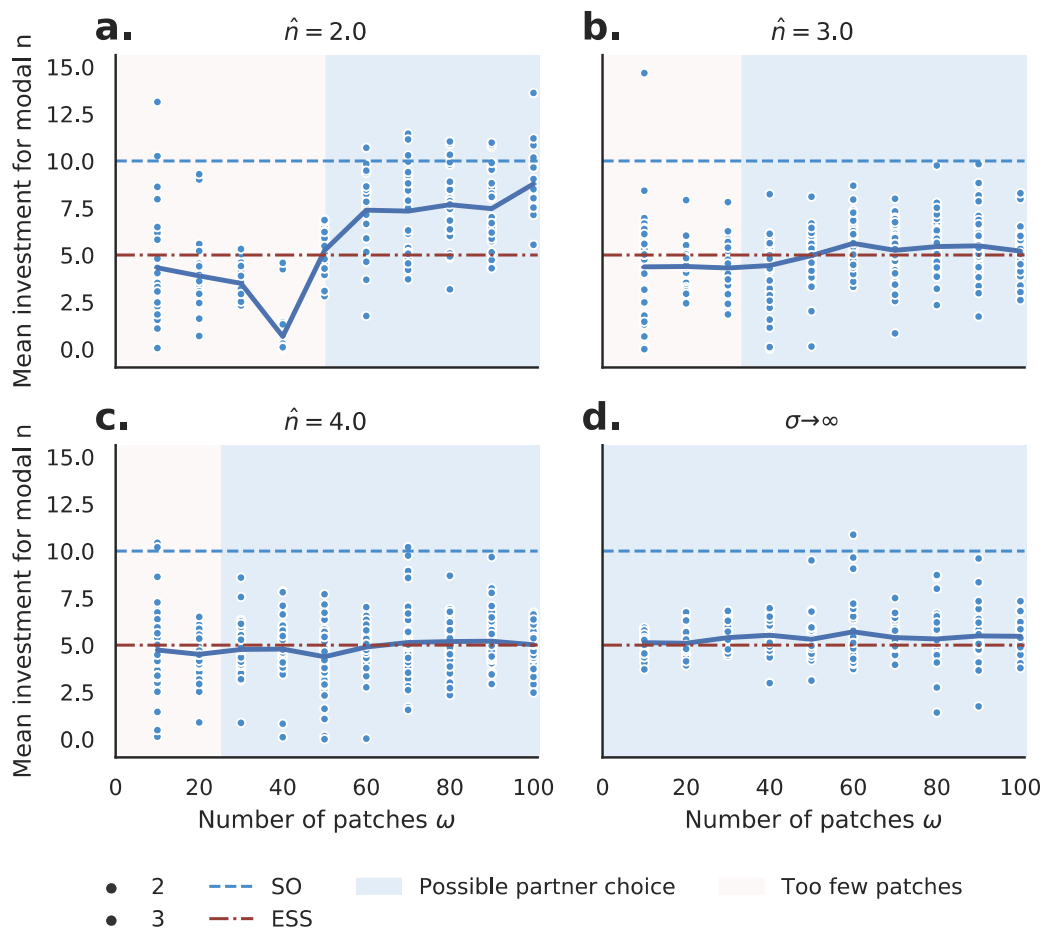 a.
n̂ = 2.0
b.
n̂ = 3.0
Mean investment for modal n
15.0
12.5
10.0
7.5
5.0
2.5
0.0
c.
n̂ = 4.0
d.
σ→∞
Mean investment for modal n
15.0
12.5
10.0
7.5
5.0
2.5
0.0
0 20 40 60 80 100
0 20 40 60 80 100
Number of patches ω
Number of patches ω
2 SO Possible partner choice Too few patches
3 ESS